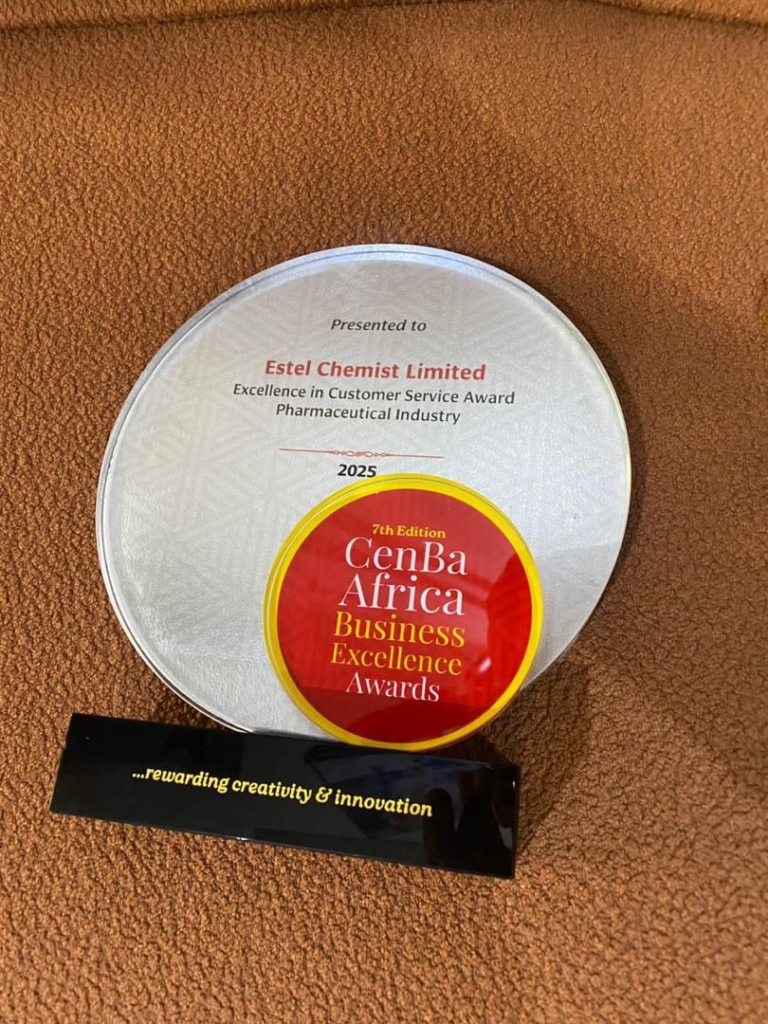 Presented to
Estel Chemist Limited
Excellence in Customer Service Award
Pharmaceutical Industry
2025
7th Edition
CenBa
Africa
Business
Excellence
Awards
...rewarding creativity & innovation